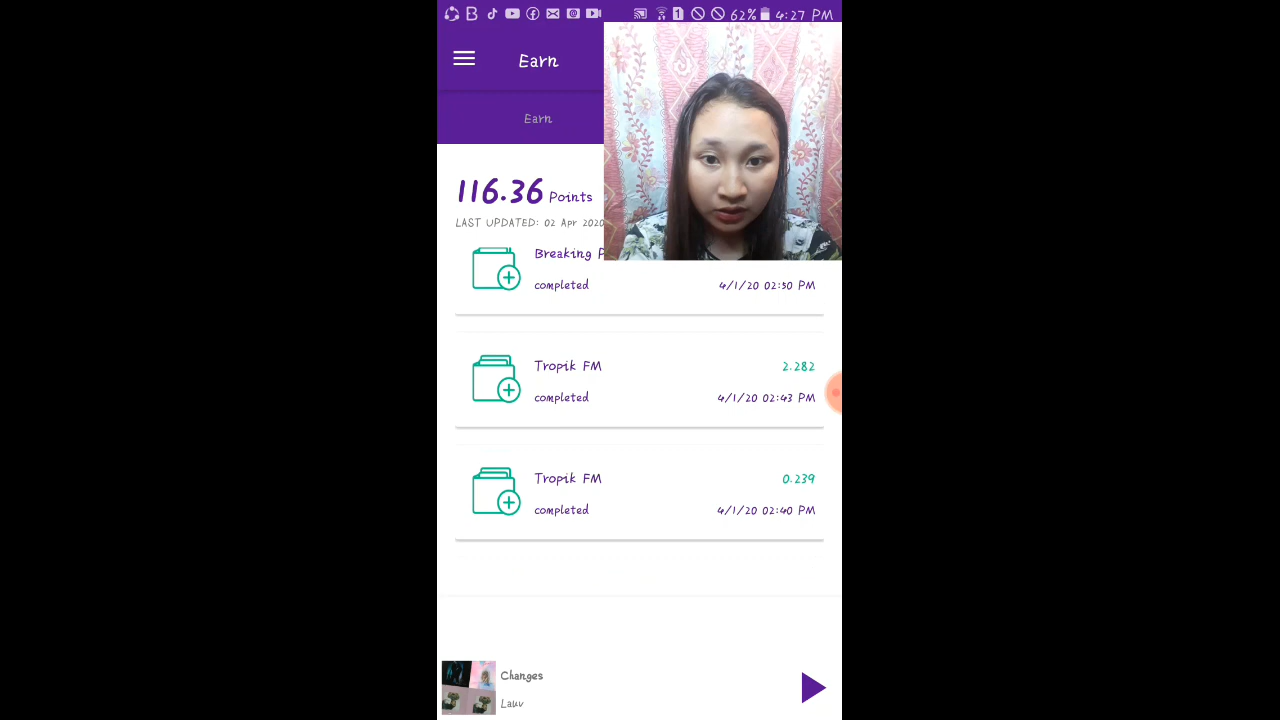 62% 4:27 PM
Earn
Earn
116.36 Points
LAST UPDATED: 02 Apr 2020
Breaking
completed 4/1/20 02:50 PM
Tropik FM 2.282
completed 4/1/20 02:43 PM
Tropik FM 0.239
completed 4/1/20 02:40 PM
Changes
Lauv